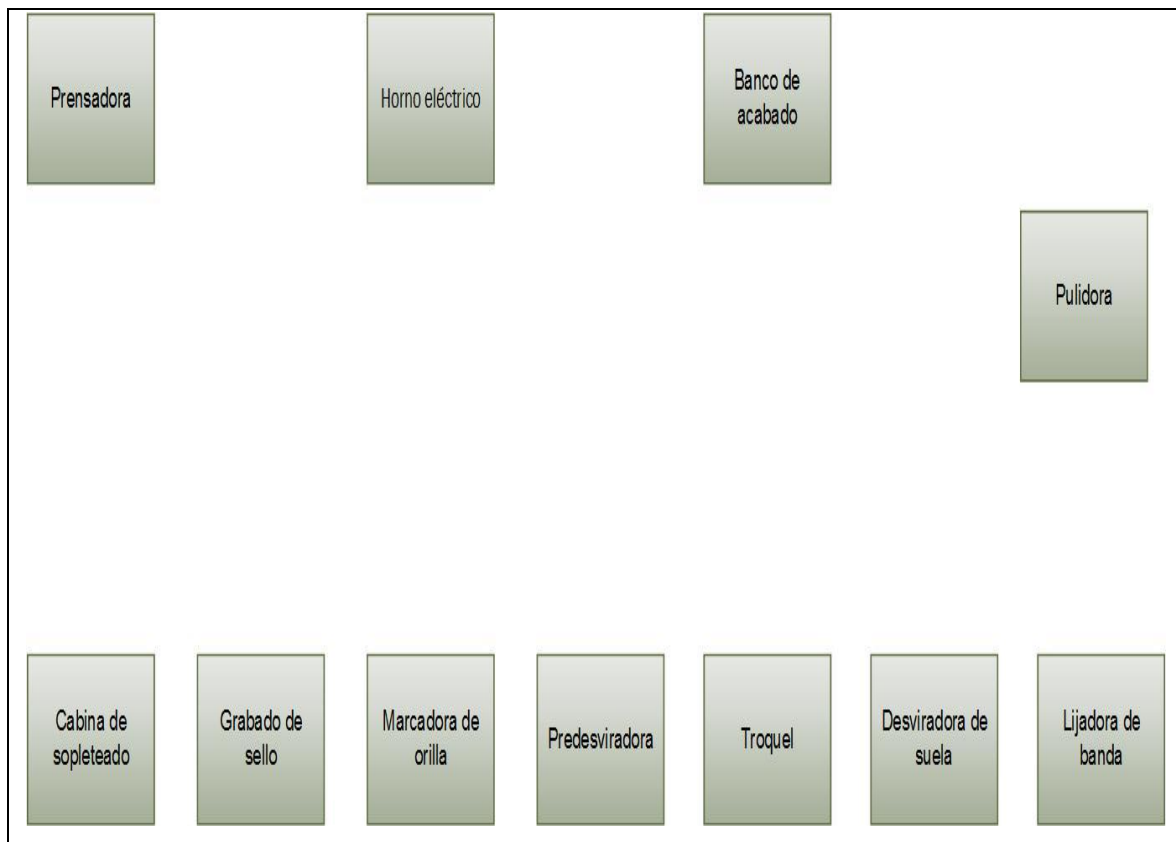 Prensadora
Horno eléctrico
Banco de
acabado
Pulidora
Cabina de
sopleteado
Grabado de
sello
Marcadora de
orilla
Predesviradora
Troquel
Desviradora de
suela
Lijadora de
banda